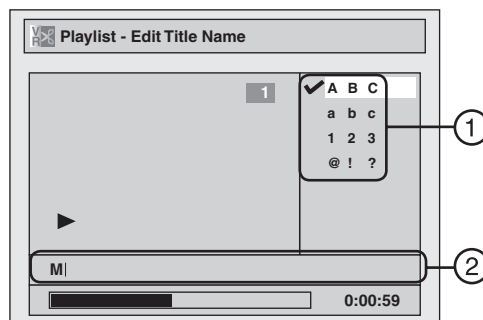 VR Playlist - Edit Title Name
1
A B C
a b c
1 2 3
@ ! ?
1
M
2
0:00:59